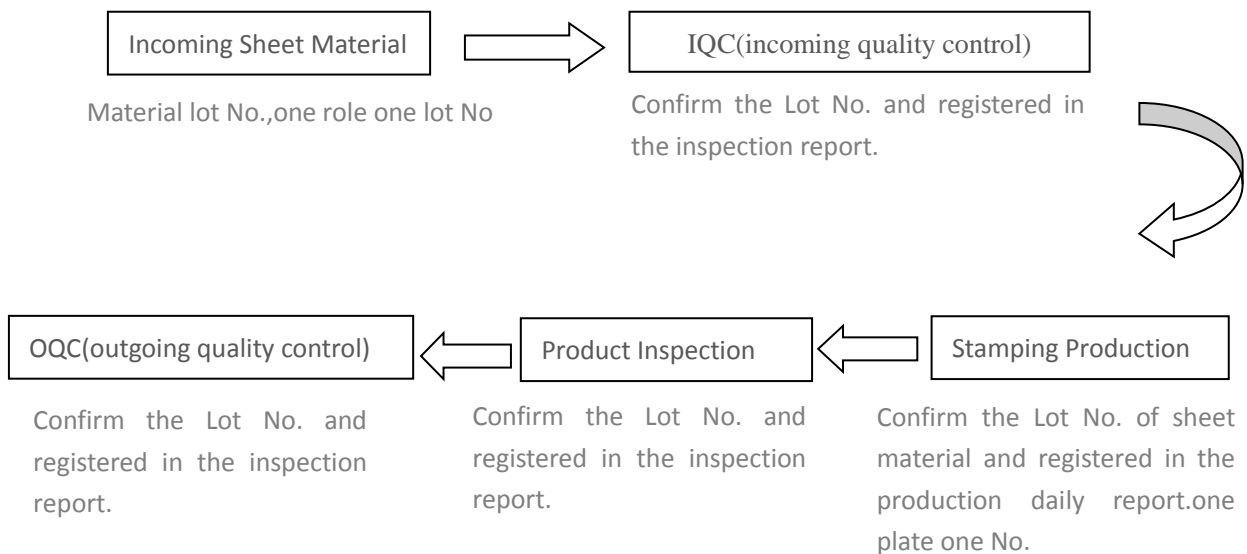 Incoming Sheet Material
IQC(incoming quality control)
Material lot No.,one role one lot No
Confirm the Lot No. and registered in
the inspection report.
OQC(outgoing quality control)
Product Inspection
Stamping Production
Confirm the Lot No. and
registered in the inspection
report.
Confirm the Lot No. and
registered in the inspection
report.
Confirm the Lot No. of sheet
material and registered in the
production daily report.one
plate one No.